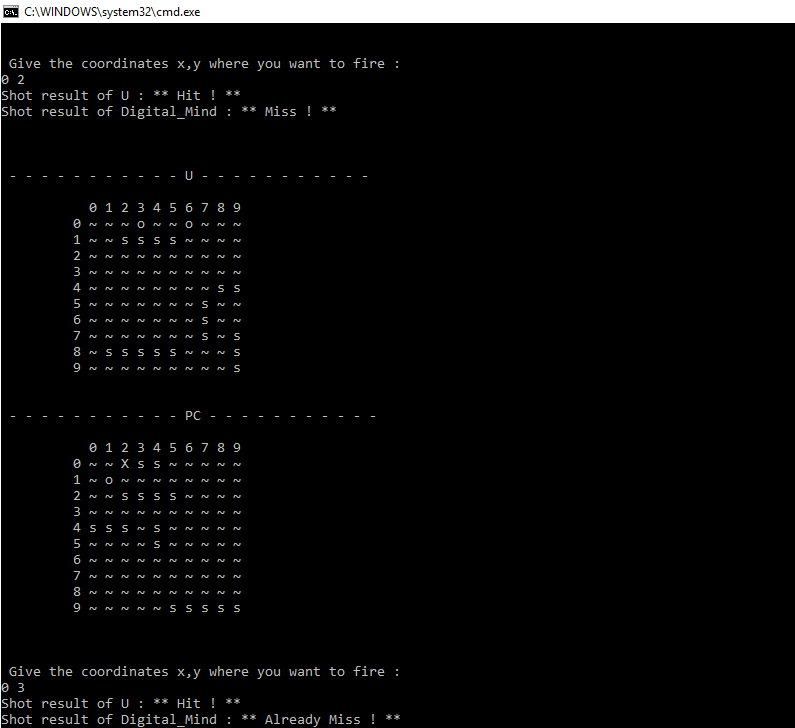 C:\WINDOWS\system32\cmd.exe
Give the coordinates x,y where you want to fire :
0 2
Shot result of U : ** Hit ! **
Shot result of Digital_Mind : ** Miss ! **
- - - - - - - - - - - U - - - - - - - - - - -
0 1 2 3 4 5 6 7 8 9
0 ~ ~ ~ o ~ ~ o ~ ~ ~
1 ~ ~ s s s s ~ ~ ~ ~
2 ~ ~ ~ ~ ~ ~ ~ ~ ~ ~
3 ~ ~ ~ ~ ~ ~ ~ ~ ~ ~
4 ~ ~ ~ ~ ~ ~ ~ ~ s s
5 ~ ~ ~ ~ ~ ~ ~ s ~ ~
6 ~ ~ ~ ~ ~ ~ ~ s ~ ~
7 ~ ~ ~ ~ ~ ~ ~ s ~ s
8 ~ s s s s s ~ ~ ~ s
9 ~ ~ ~ ~ ~ ~ ~ ~ ~ s
- - - - - - - - - - - PC - - - - - - - - - - -
0 1 2 3 4 5 6 7 8 9
0 ~ ~ X s s ~ ~ ~ ~ ~
1 ~ o ~ ~ ~ ~ ~ ~ ~ ~
2 ~ ~ s s s s ~ ~ ~ ~
3 ~ ~ ~ ~ ~ ~ ~ ~ ~ ~
4 s s s ~ s ~ ~ ~ ~ ~
5 ~ ~ ~ ~ s ~ ~ ~ ~ ~
6 ~ ~ ~ ~ ~ ~ ~ ~ ~ ~
7 ~ ~ ~ ~ ~ ~ ~ ~ ~ ~
8 ~ ~ ~ ~ ~ ~ ~ ~ ~ ~
9 ~ ~ ~ ~ ~ s s s s s
Give the coordinates x,y where you want to fire :
0 3
Shot result of U : ** Hit ! **
Shot result of Digital_Mind : ** Already Miss ! **